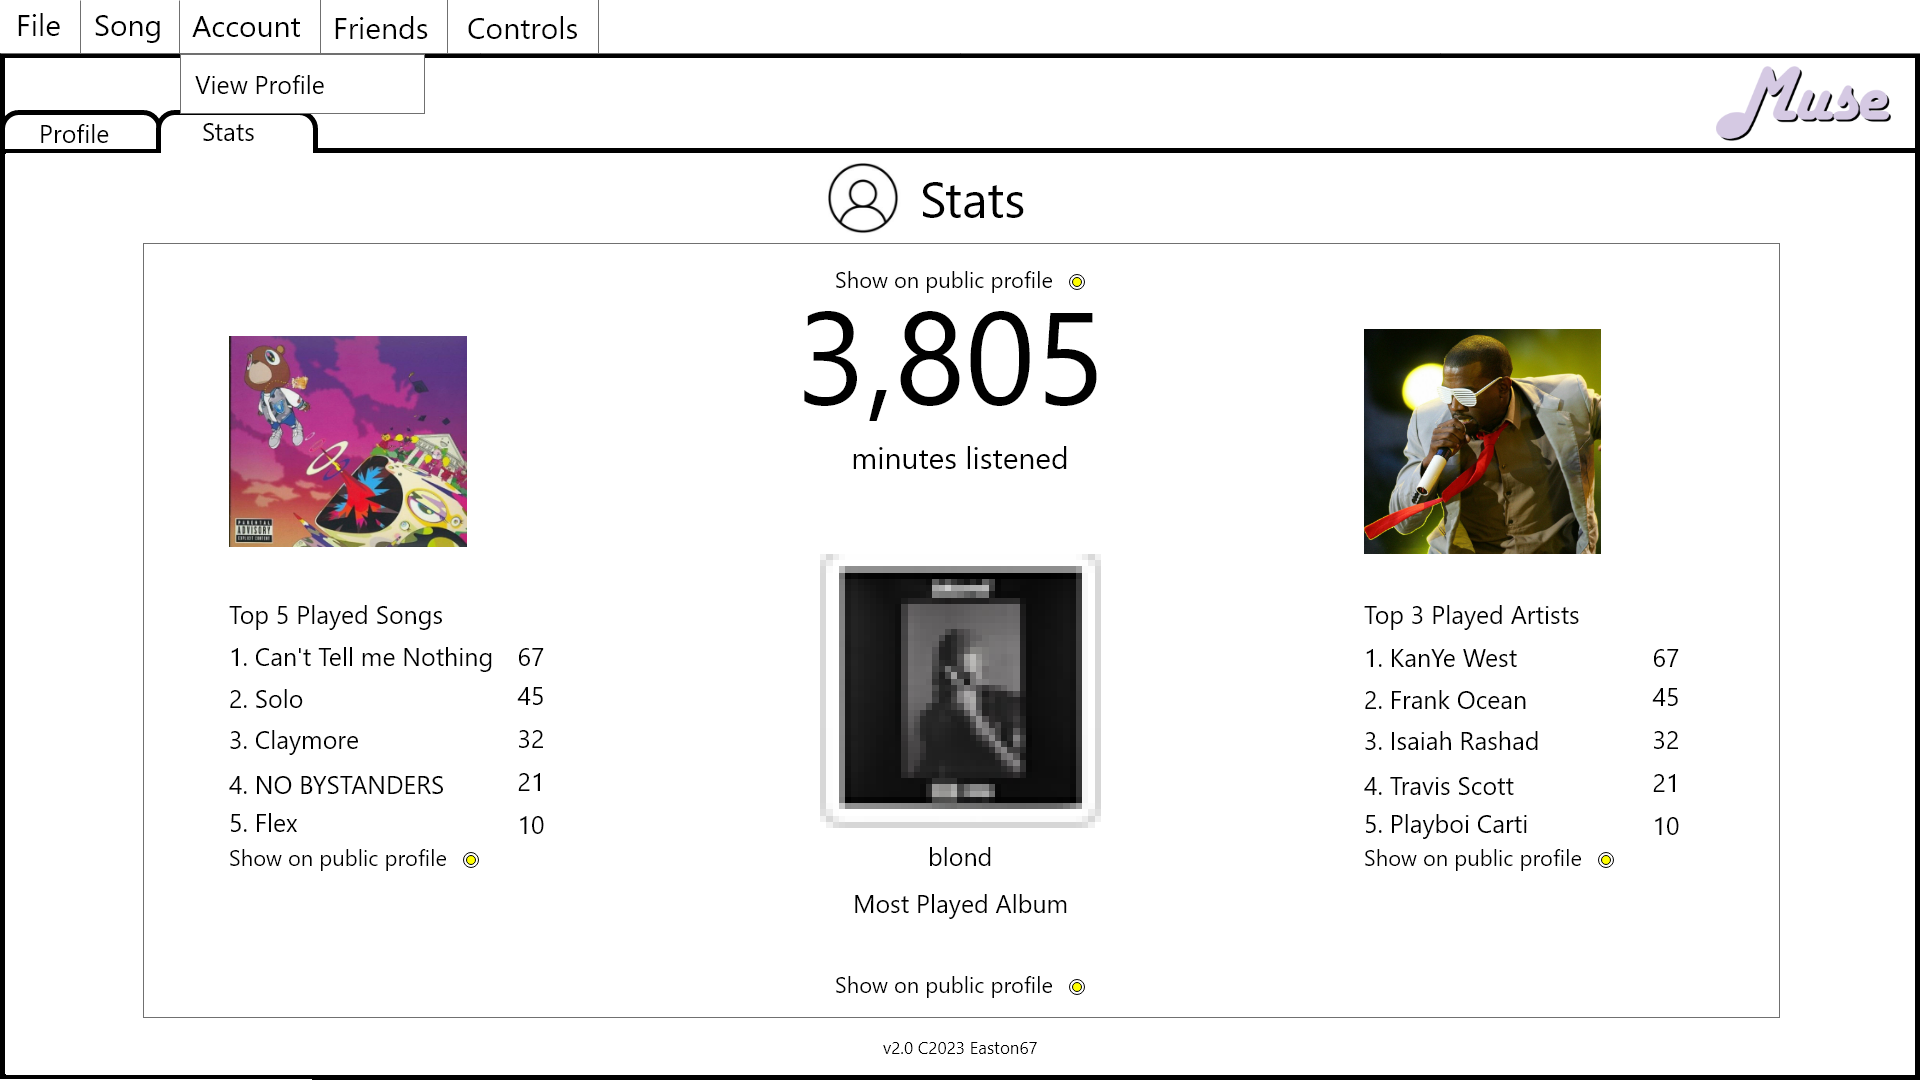 File Song Account Friends Controls
View Profile
Muse
Profile Stats
Stats
Show on public profile
3,805
minutes listened
PARENTAL
ADVISORY
EXPLICIT CONTENT
Top 5 Played Songs
1. Can't Tell me Nothing 67
2. Solo 45
3. Claymore 32
4. NO BYSTANDERS 21
5. Flex 10
Show on public profile
blond
Most Played Album
Show on public profile
Top 3 Played Artists
1. KanYe West 67
2. Frank Ocean 45
3. Isaiah Rashad 32
4. Travis Scott 21
5. Playboi Carti 10
Show on public profile
v2.0 C2023 Easton67